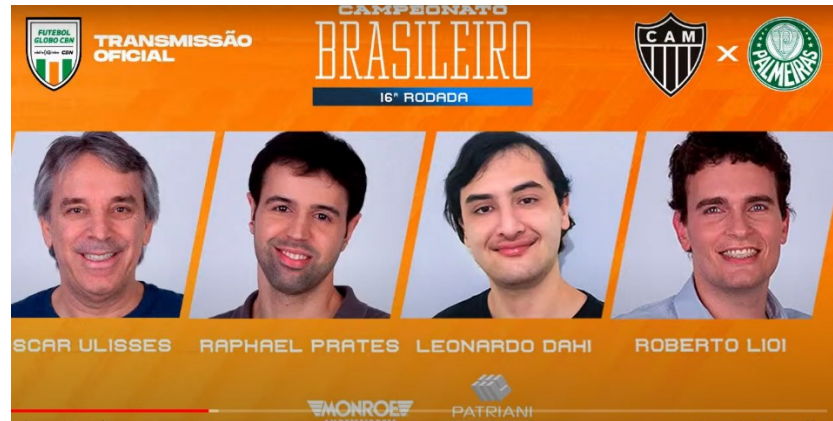 FUTEBOL
GLOBO CBN
CBN
TRANSMISSÃO
OFICIAL
CAMPEONATO
BRASILEIRO
16ª RODADA
CAM
X
PALMEIRAS
SCAR ULISSES
RAPHAEL PRATES
LEONARDO DAHI
ROBERTO LIOI
MONROE
PATRIANI